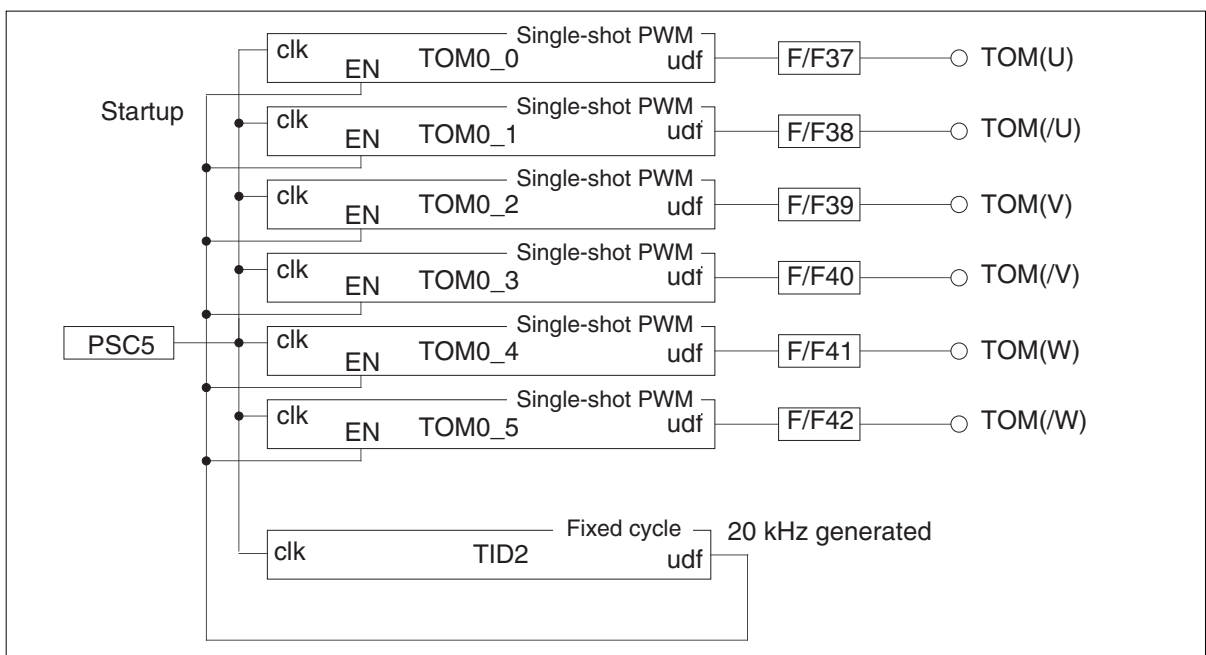 Single-shot PWM
clk EN TOM0_0 udf F/F37 TOM(U)
Startup
Single-shot PWM
clk EN TOM0_1 udf F/F38 TOM(/U)
Single-shot PWM
clk EN TOM0_2 udf F/F39 TOM(V)
Single-shot PWM
clk EN TOM0_3 udf F/F40 TOM(/V)
PSC5
Single-shot PWM
clk EN TOM0_4 udf F/F41 TOM(W)
Single-shot PWM
clk EN TOM0_5 udf F/F42 TOM(/W)
Fixed cycle 20 kHz generated
clk TID2 udf